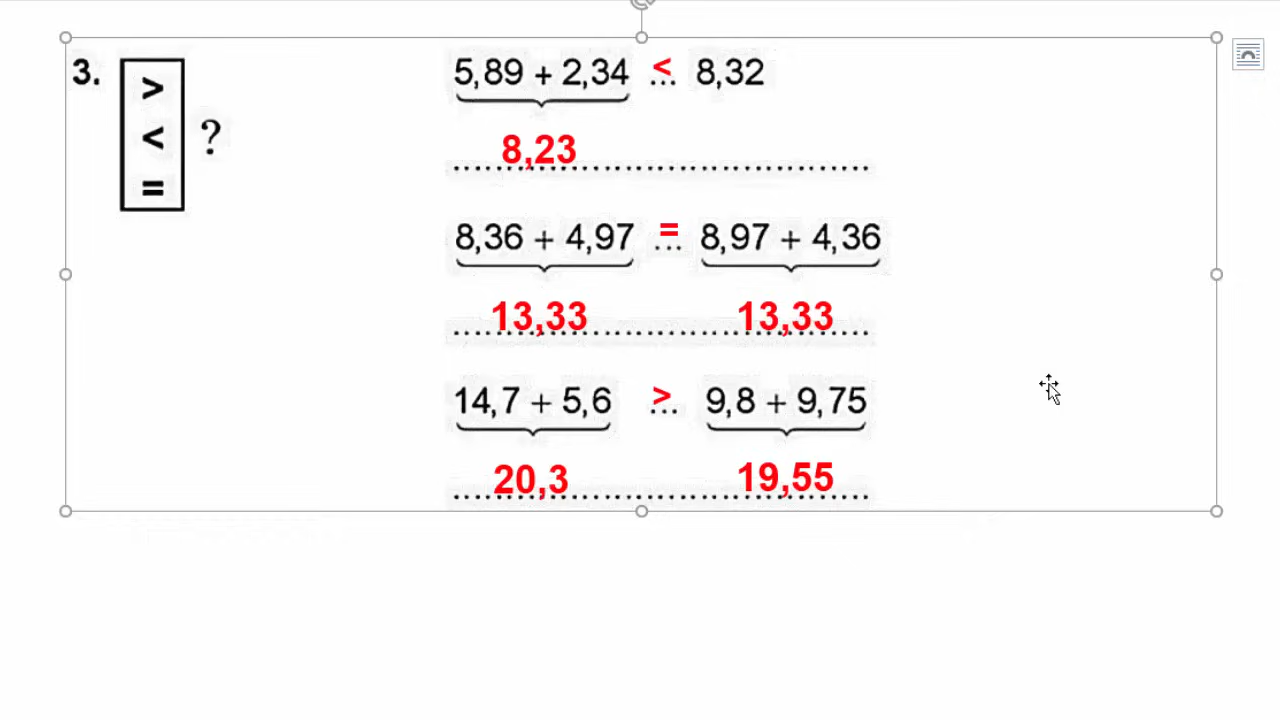 3. > < = ?
5,89 + 2,34 ... < 8,32
8,23
8,36 + 4,97 ... = 8,97 + 4,36
13,33 13,33
14,7 + 5,6 ... > 9,8 + 9,75
20,3 19,55